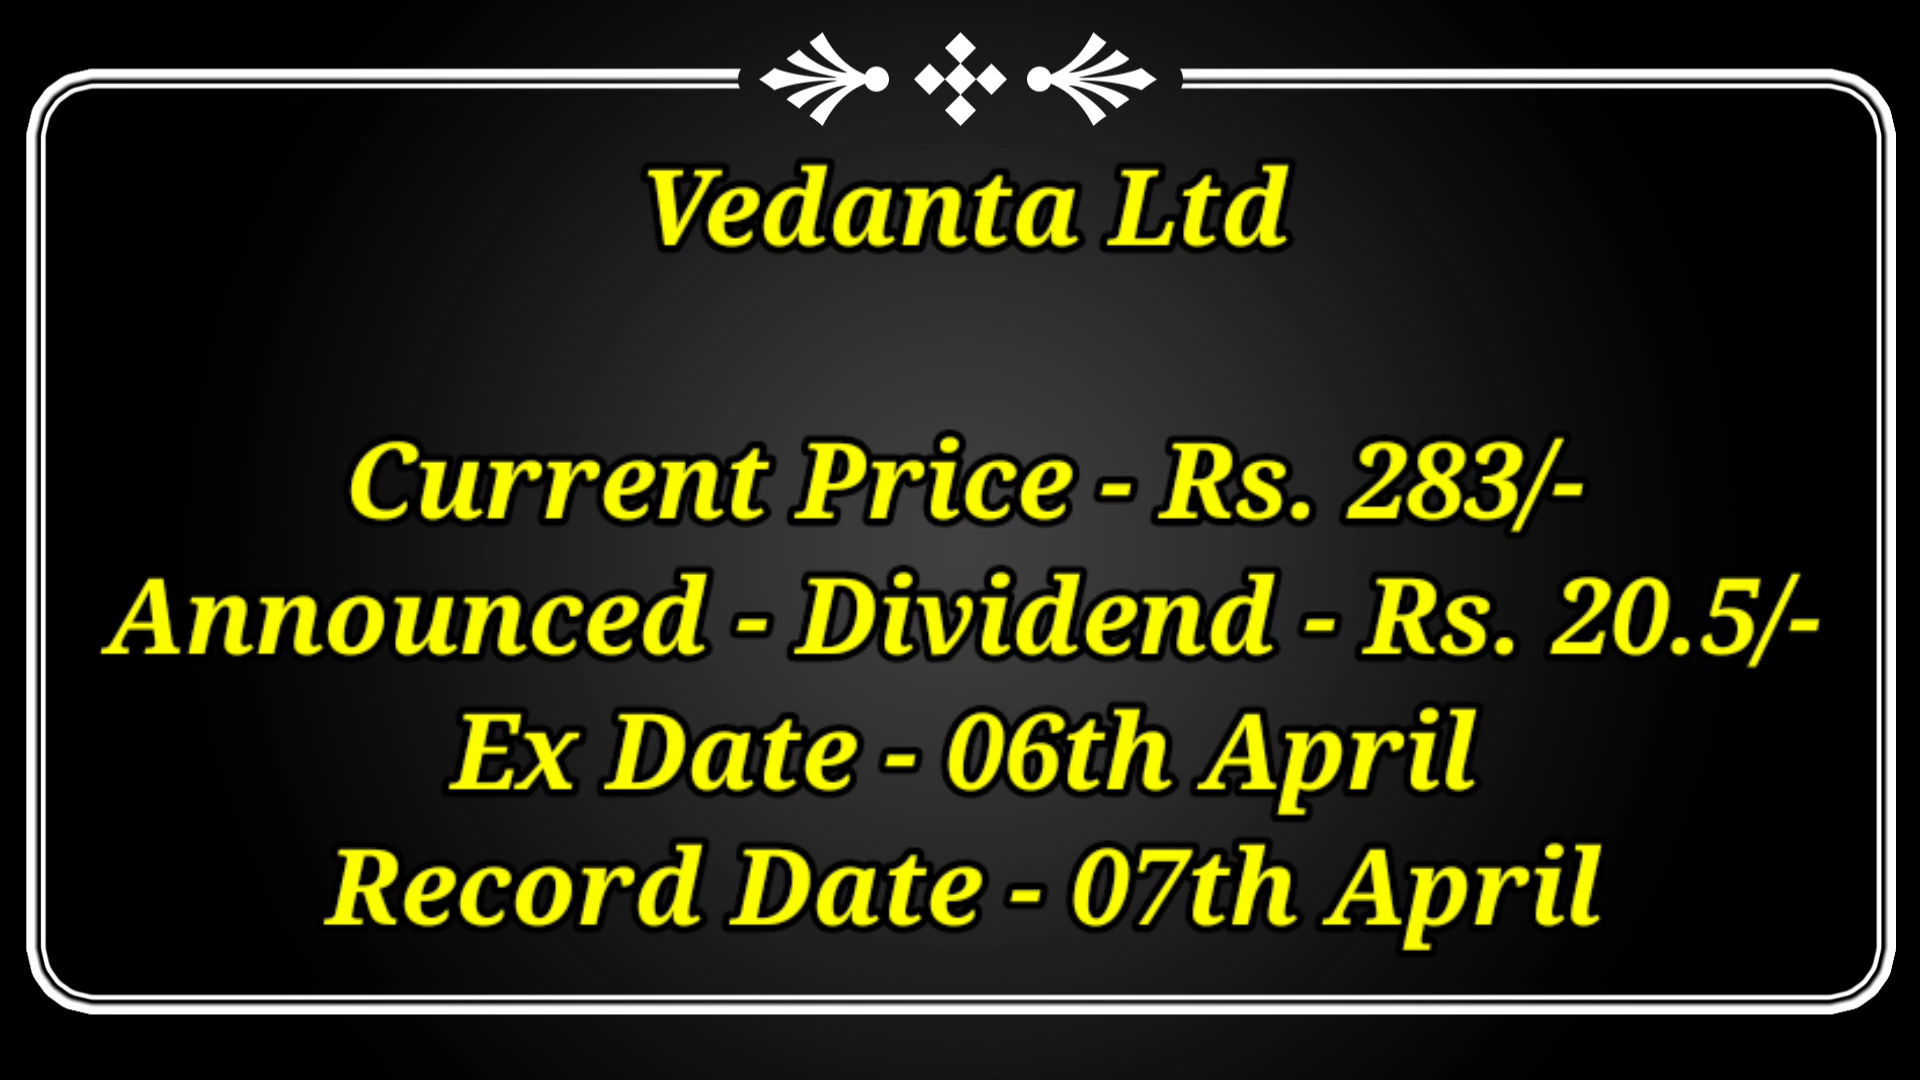 Vedanta Ltd
Current Price - Rs. 283/-
Announced - Dividend - Rs. 20.5/-
Ex Date - 06th April
Record Date - 07th April